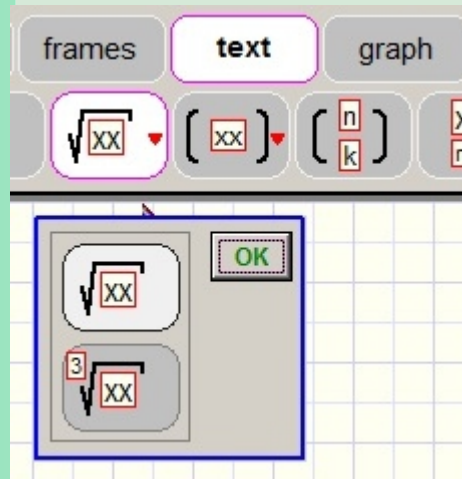 frames text graph
√xx (xx) (n k)
√xx OK
3√xx